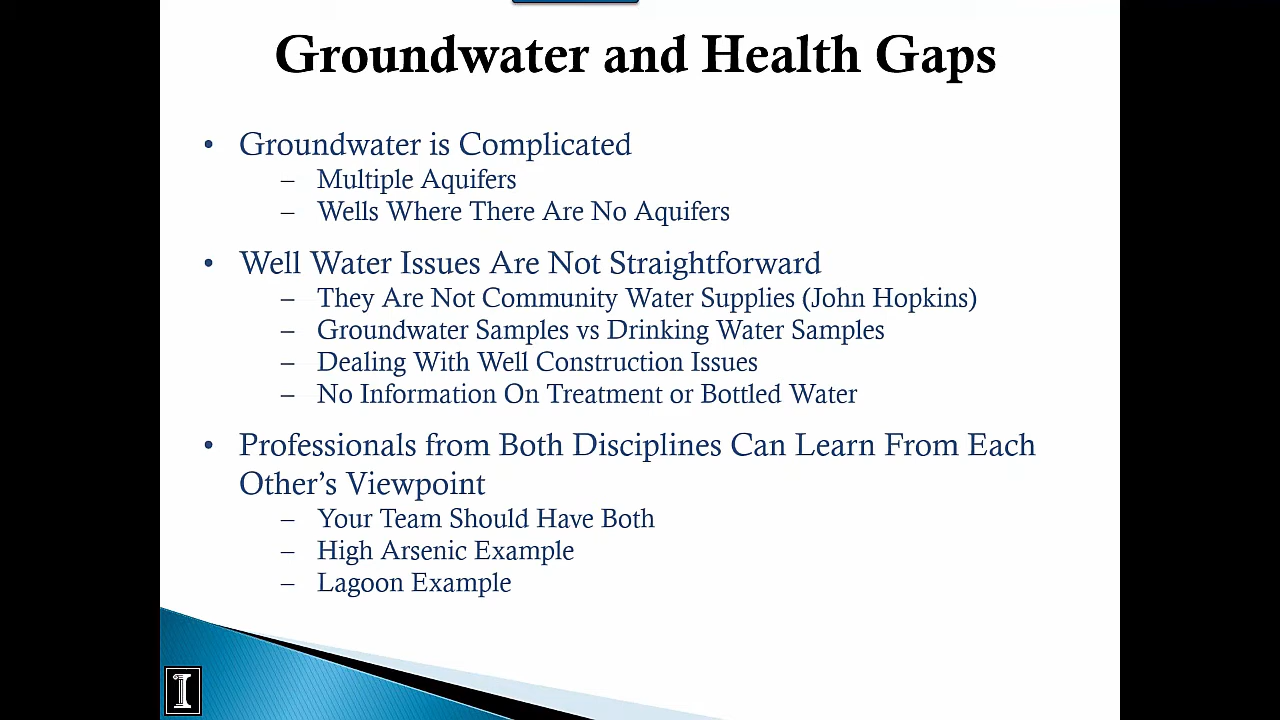 Groundwater and Health Gaps
• Groundwater is Complicated
– Multiple Aquifers
– Wells Where There Are No Aquifers
• Well Water Issues Are Not Straightforward
– They Are Not Community Water Supplies (John Hopkins)
– Groundwater Samples vs Drinking Water Samples
– Dealing With Well Construction Issues
– No Information On Treatment or Bottled Water
• Professionals from Both Disciplines Can Learn From Each
Other’s Viewpoint
– Your Team Should Have Both
– High Arsenic Example
– Lagoon Example
I